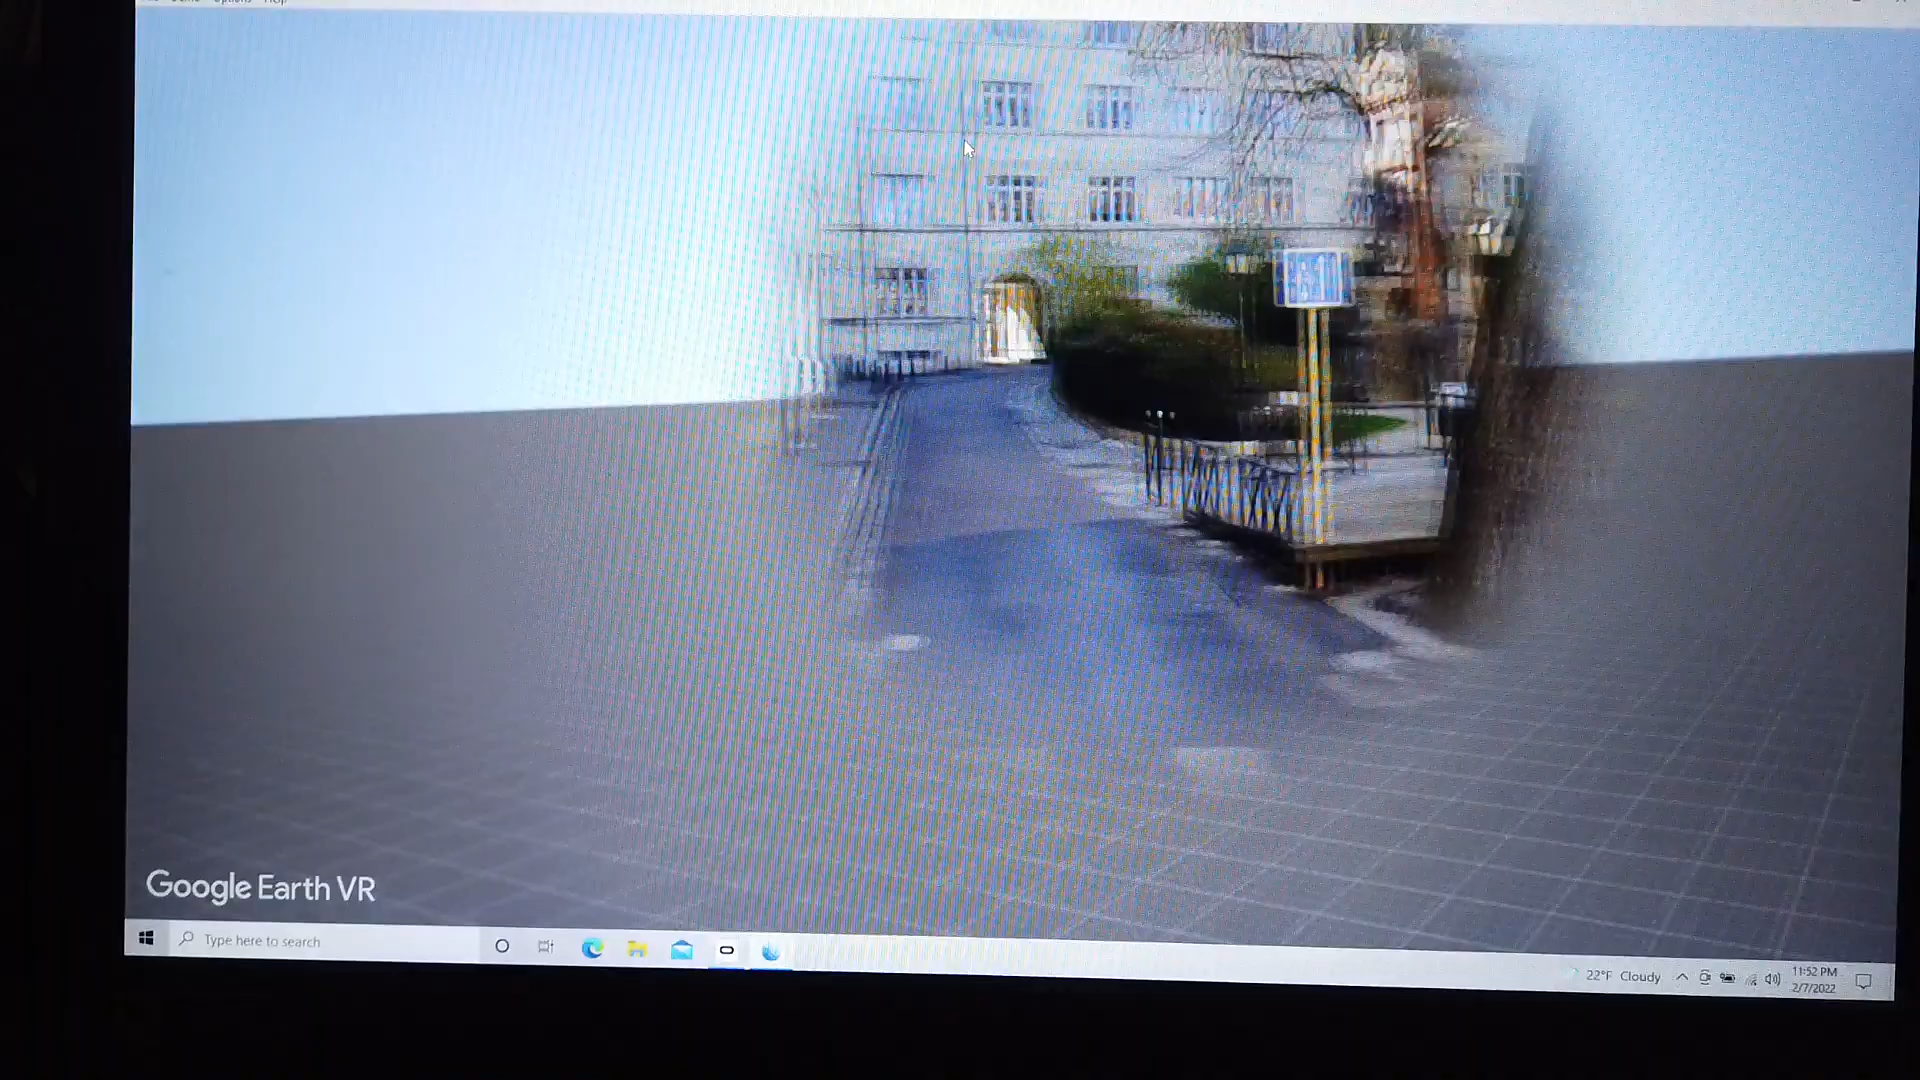 Google Earth VR
Type here to search
22°F Cloudy
11:52 PM
2/7/2022